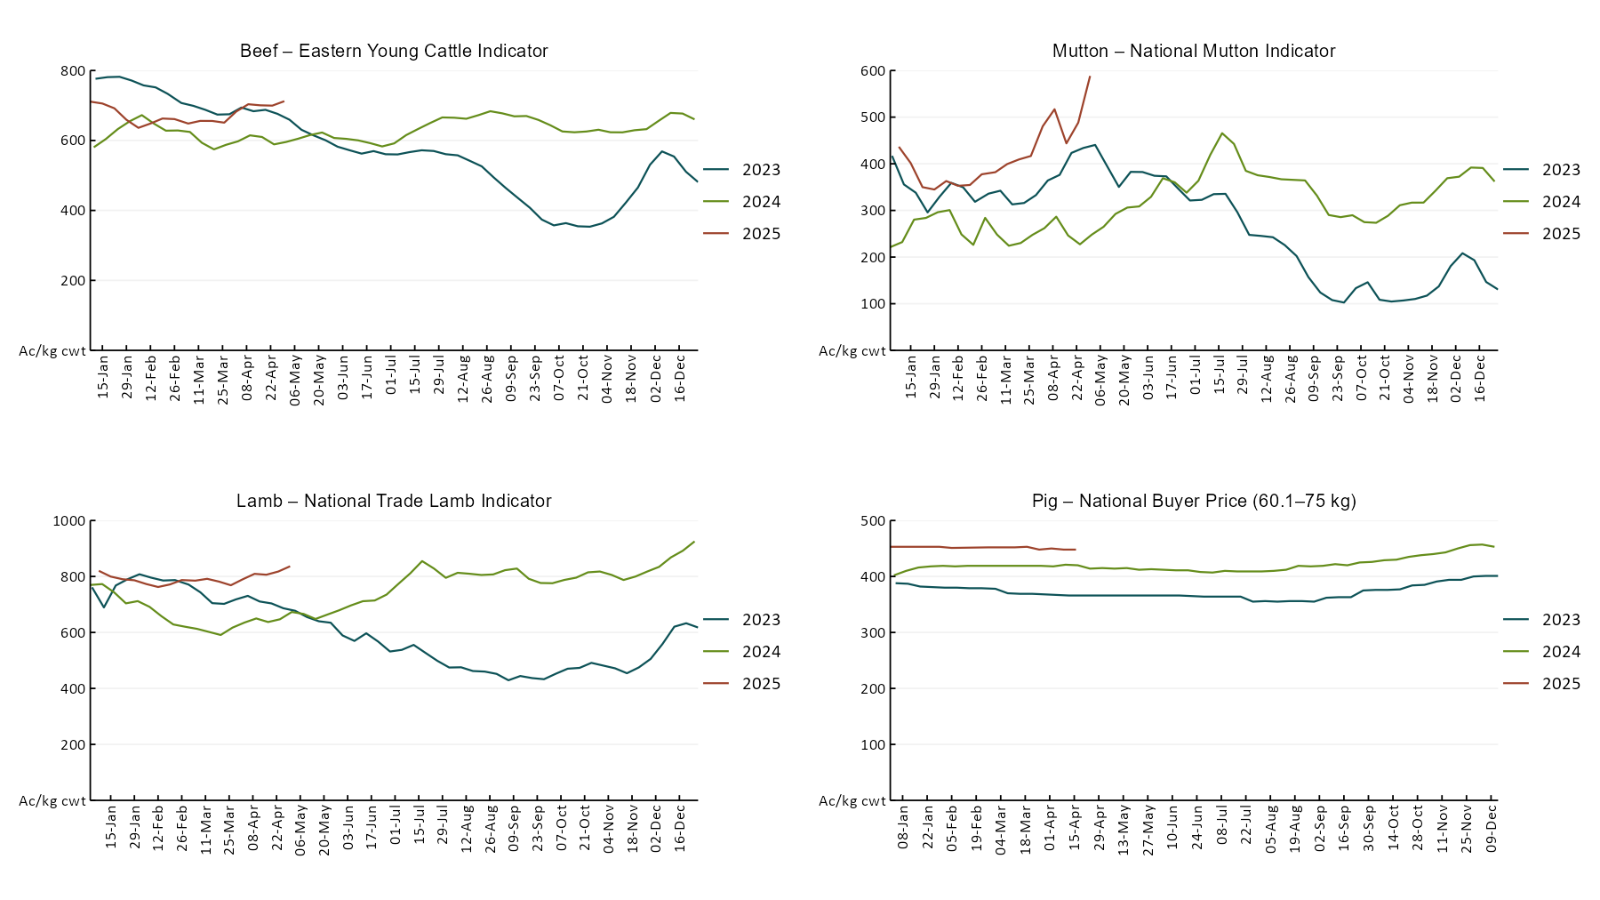 Beef – Eastern Young Cattle Indicator
800
600
400
200
Ac/kg cwt
15-Jan 29-Jan 12-Feb 26-Feb 11-Mar 25-Mar 08-Apr 22-Apr 06-May 20-May 03-Jun 17-Jun 01-Jul 15-Jul 29-Jul 12-Aug 26-Aug 09-Sep 23-Sep 07-Oct 21-Oct 04-Nov 18-Nov 02-Dec 16-Dec
2023
2024
2025
Mutton – National Mutton Indicator
600
500
400
300
200
100
Ac/kg cwt
15-Jan 29-Jan 12-Feb 26-Feb 11-Mar 25-Mar 08-Apr 22-Apr 06-May 20-May 03-Jun 17-Jun 01-Jul 15-Jul 29-Jul 12-Aug 26-Aug 09-Sep 23-Sep 07-Oct 21-Oct 04-Nov 18-Nov 02-Dec 16-Dec
2023
2024
2025
Lamb – National Trade Lamb Indicator
1000
800
600
400
200
Ac/kg cwt
15-Jan 29-Jan 12-Feb 26-Feb 11-Mar 25-Mar 08-Apr 22-Apr 06-May 20-May 03-Jun 17-Jun 01-Jul 15-Jul 29-Jul 12-Aug 26-Aug 09-Sep 23-Sep 07-Oct 21-Oct 04-Nov 18-Nov 02-Dec 16-Dec
2023
2024
2025
Pig – National Buyer Price (60.1–75 kg)
500
400
300
200
100
Ac/kg cwt
08-Jan 22-Jan 05-Feb 19-Feb 04-Mar 18-Mar 01-Apr 15-Apr 29-Apr 13-May 27-May 10-Jun 24-Jun 08-Jul 22-Jul 05-Aug 19-Aug 02-Sep 16-Sep 30-Sep 14-Oct 28-Oct 11-Nov 25-Nov 09-Dec
2023
2024
2025